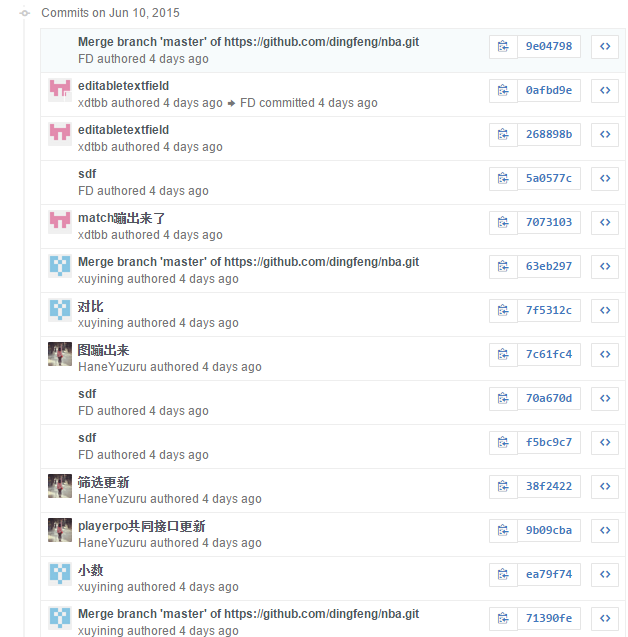 Commits on Jun 10, 2015
Merge branch 'master' of https://github.com/dingfeng/nba.git
9e04798
FD authored 4 days ago
editabletextfield
0afbd9e
xdtbb authored 4 days ago → FD committed 4 days ago
editabletextfield
268898b
xdtbb authored 4 days ago
sdf
5a0577c
FD authored 4 days ago
match蹦出来了
7073103
xdtbb authored 4 days ago
Merge branch 'master' of https://github.com/dingfeng/nba.git
63eb297
xuyining authored 4 days ago
对比
7f5312c
xuyining authored 4 days ago
图蹦出来
7c61fc4
HaneYuzuru authored 4 days ago
sdf
70a670d
FD authored 4 days ago
sdf
f5bc9c7
FD authored 4 days ago
筛选更新
38f2422
HaneYuzuru authored 4 days ago
playerpo共同接口更新
9b09cba
HaneYuzuru authored 4 days ago
小数
ea79f74
xuyining authored 4 days ago
Merge branch 'master' of https://github.com/dingfeng/nba.git
71390fe
xuyining authored 4 days ago